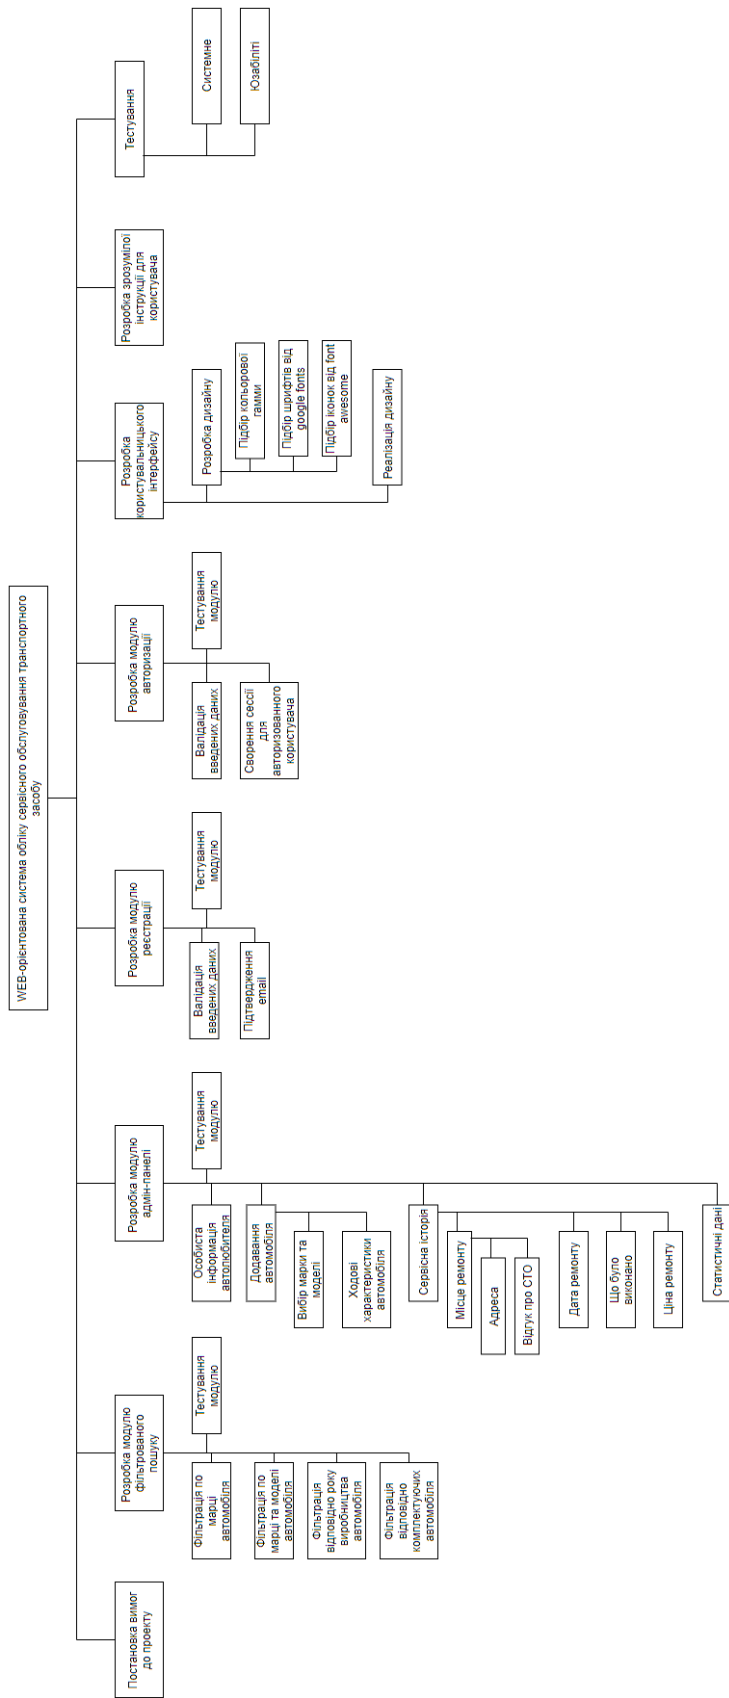 WEB-орієнтована система обліку сервісного обслуговування транспортного
засобу
Постановка вимог
до проекту
Розробка модулю
фільтрованого
пошуку
Тестування
модулю
Фільтрація по
марці
автомобіля
Фільтрація по
марці та моделі
автомобіля
Фільтрація
відповідно року
виробництва
автомобіля
Фільтрація
відповідно
комплектуючих
автомобіля
Розробка модулю
адмін-панелі
Тестування
модулю
Особиста
інформація
автолюбителя
Додавання
автомобіля
Вибір марки та
моделі
Ходові
характеристики
автомобіля
Сервісна історія
Місце ремонту
Адреса
Відгук про СТО
Дата ремонту
Що було
виконано
Ціна ремонту
Статистичні дані
Розробка модулю
реєстрації
Тестування
модулю
Валідація
введених даних
Підтвердження
email
Розробка модулю
авторизації
Тестування
модулю
Валідація
введених даних
Сворення сессії
для
авторизованного
користувача
Розробка
користувальницького
інтерфейсу
Розробка дизайну
Підбір кольорової
гамми
Підбір шрифтів від
google fonts
Підбір іконок від font
awesome
Реалізація дизайну
Розробка зрозумілої
інструкції для
користувача
Тестування
Системне
Юзабіліті